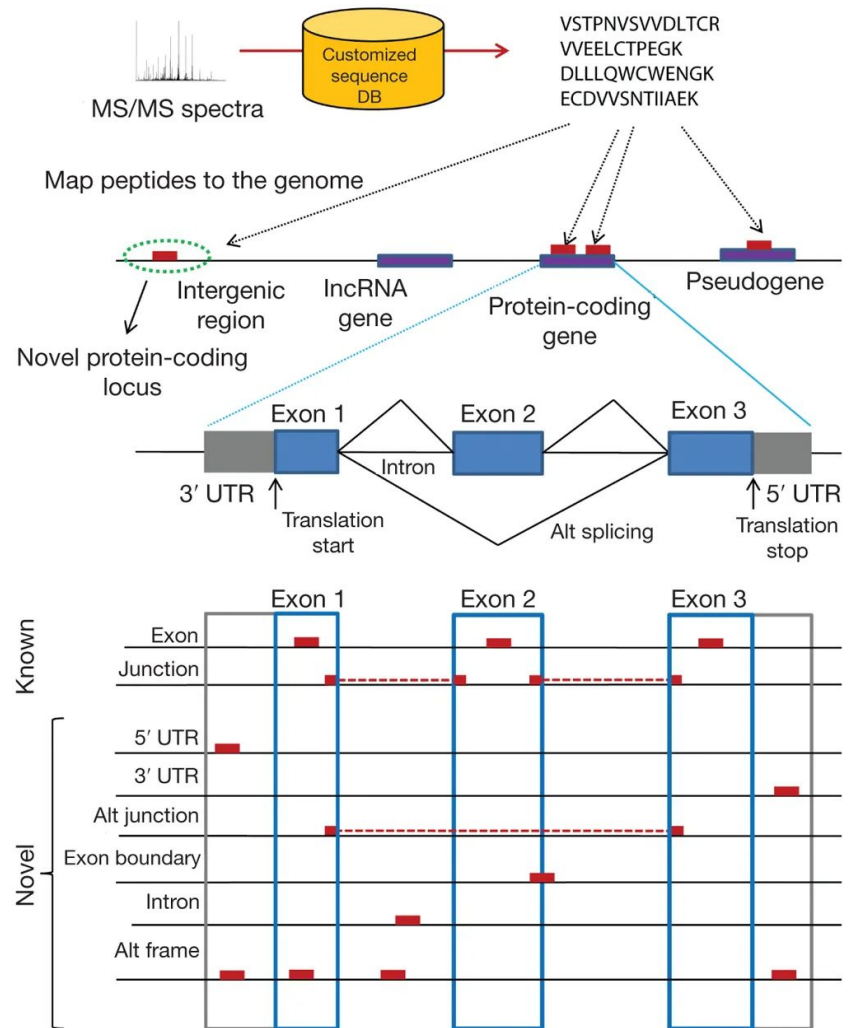 VSTPNVSVVDLTCR
VVEELCTPEGK
DLLLQWCWENGK
ECDVVSNTIIAEK
Customized
sequence
DB
MS/MS spectra
Map peptides to the genome
Intergenic
region
lncRNA
gene
Protein-coding
gene
Pseudogene
Novel protein-coding
locus
Exon 1
Exon 2
Exon 3
Intron
3′ UTR
5′ UTR
Translation
start
Alt splicing
Translation
stop
Exon 1
Exon 2
Exon 3
Known
Exon
Junction
Novel
5′ UTR
3′ UTR
Alt junction
Exon boundary
Intron
Alt frame